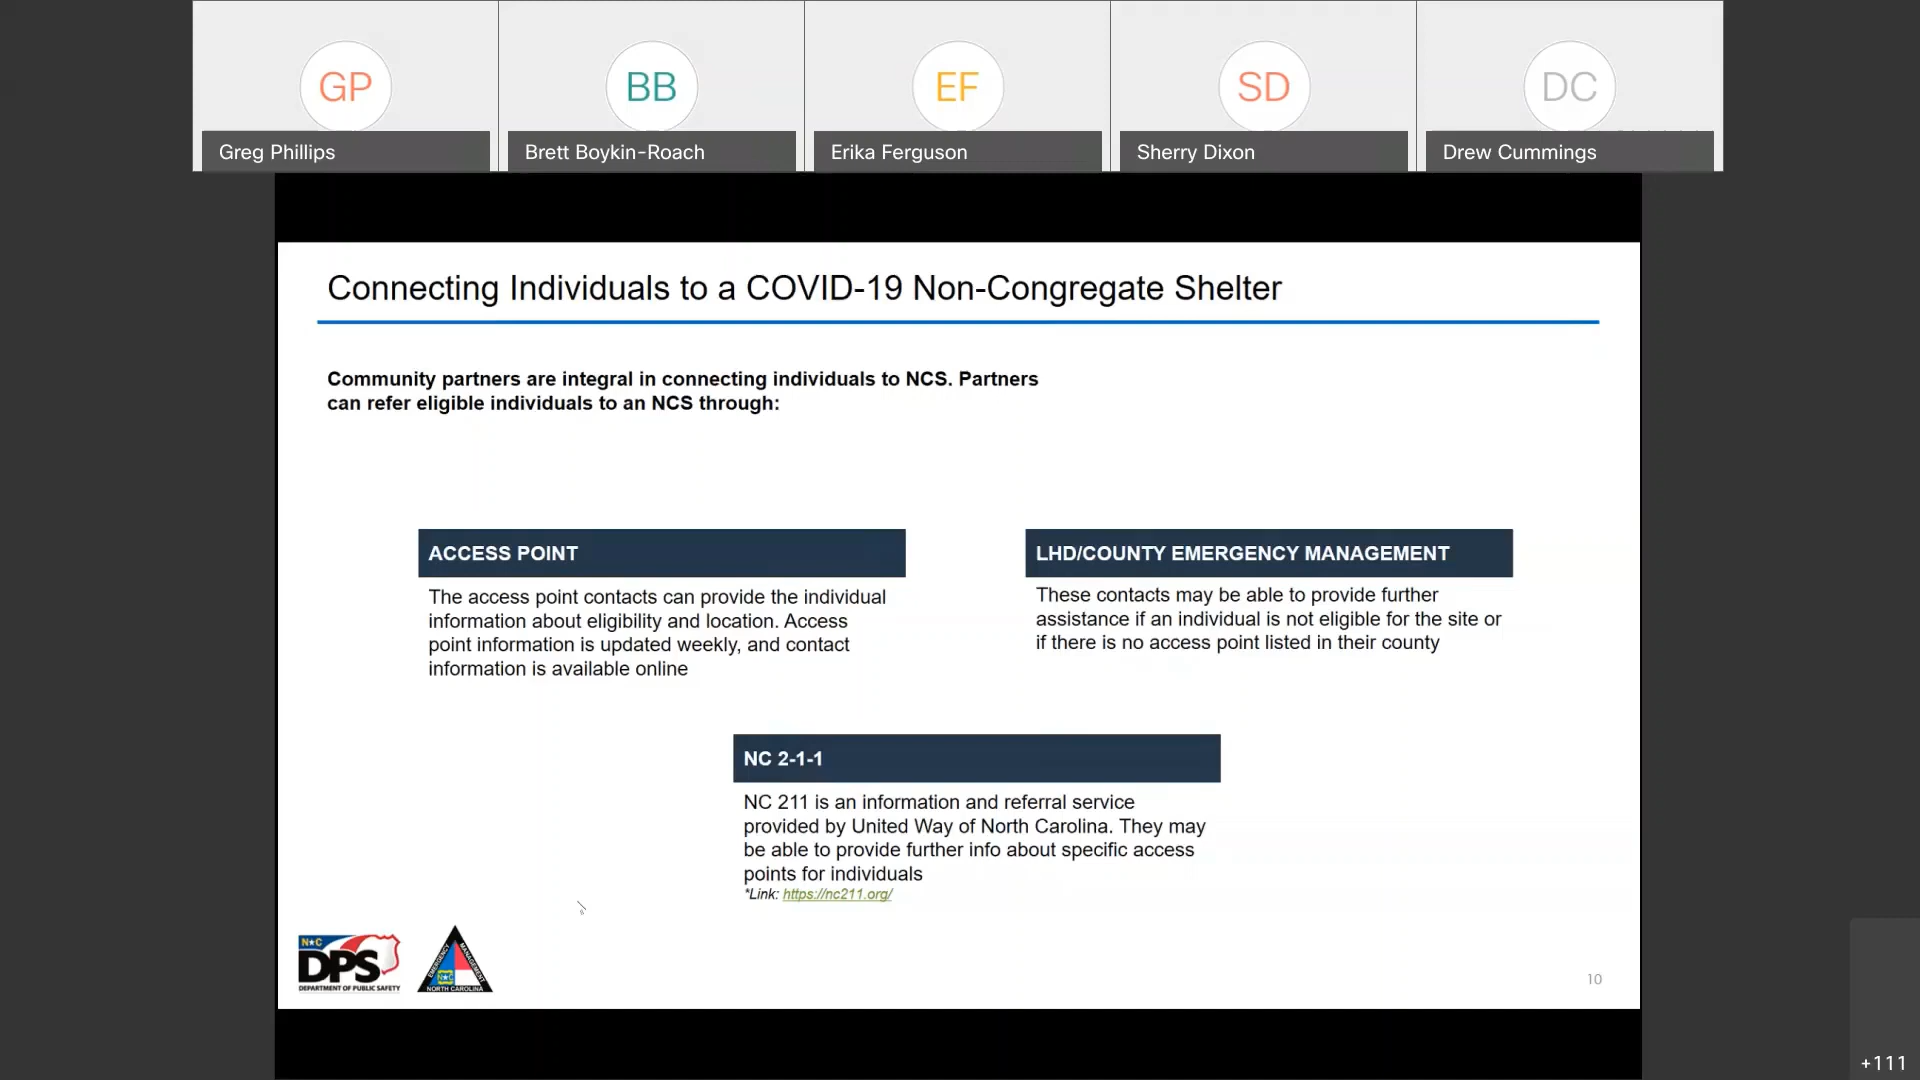 GP
BB
EF
SD
DC
Greg Phillips
Brett Boykin-Roach
Erika Ferguson
Sherry Dixon
Drew Cummings
Connecting Individuals to a COVID-19 Non-Congregate Shelter
Community partners are integral in connecting individuals to NCS. Partners
can refer eligible individuals to an NCS through:
ACCESS POINT
The access point contacts can provide the individual
information about eligibility and location. Access
point information is updated weekly, and contact
information is available online
LHD/COUNTY EMERGENCY MANAGEMENT
These contacts may be able to provide further
assistance if an individual is not eligible for the site or
if there is no access point listed in their county
NC 2-1-1
NC 211 is an information and referral service
provided by United Way of North Carolina. They may
be able to provide further info about specific access
points for individuals
*Link: https://nc211.org/
N★C
DPS
DEPARTMENT OF PUBLIC SAFETY
EMERGENCY
MANAGEMENT
N★C
NORTH CAROLINA
10
+111